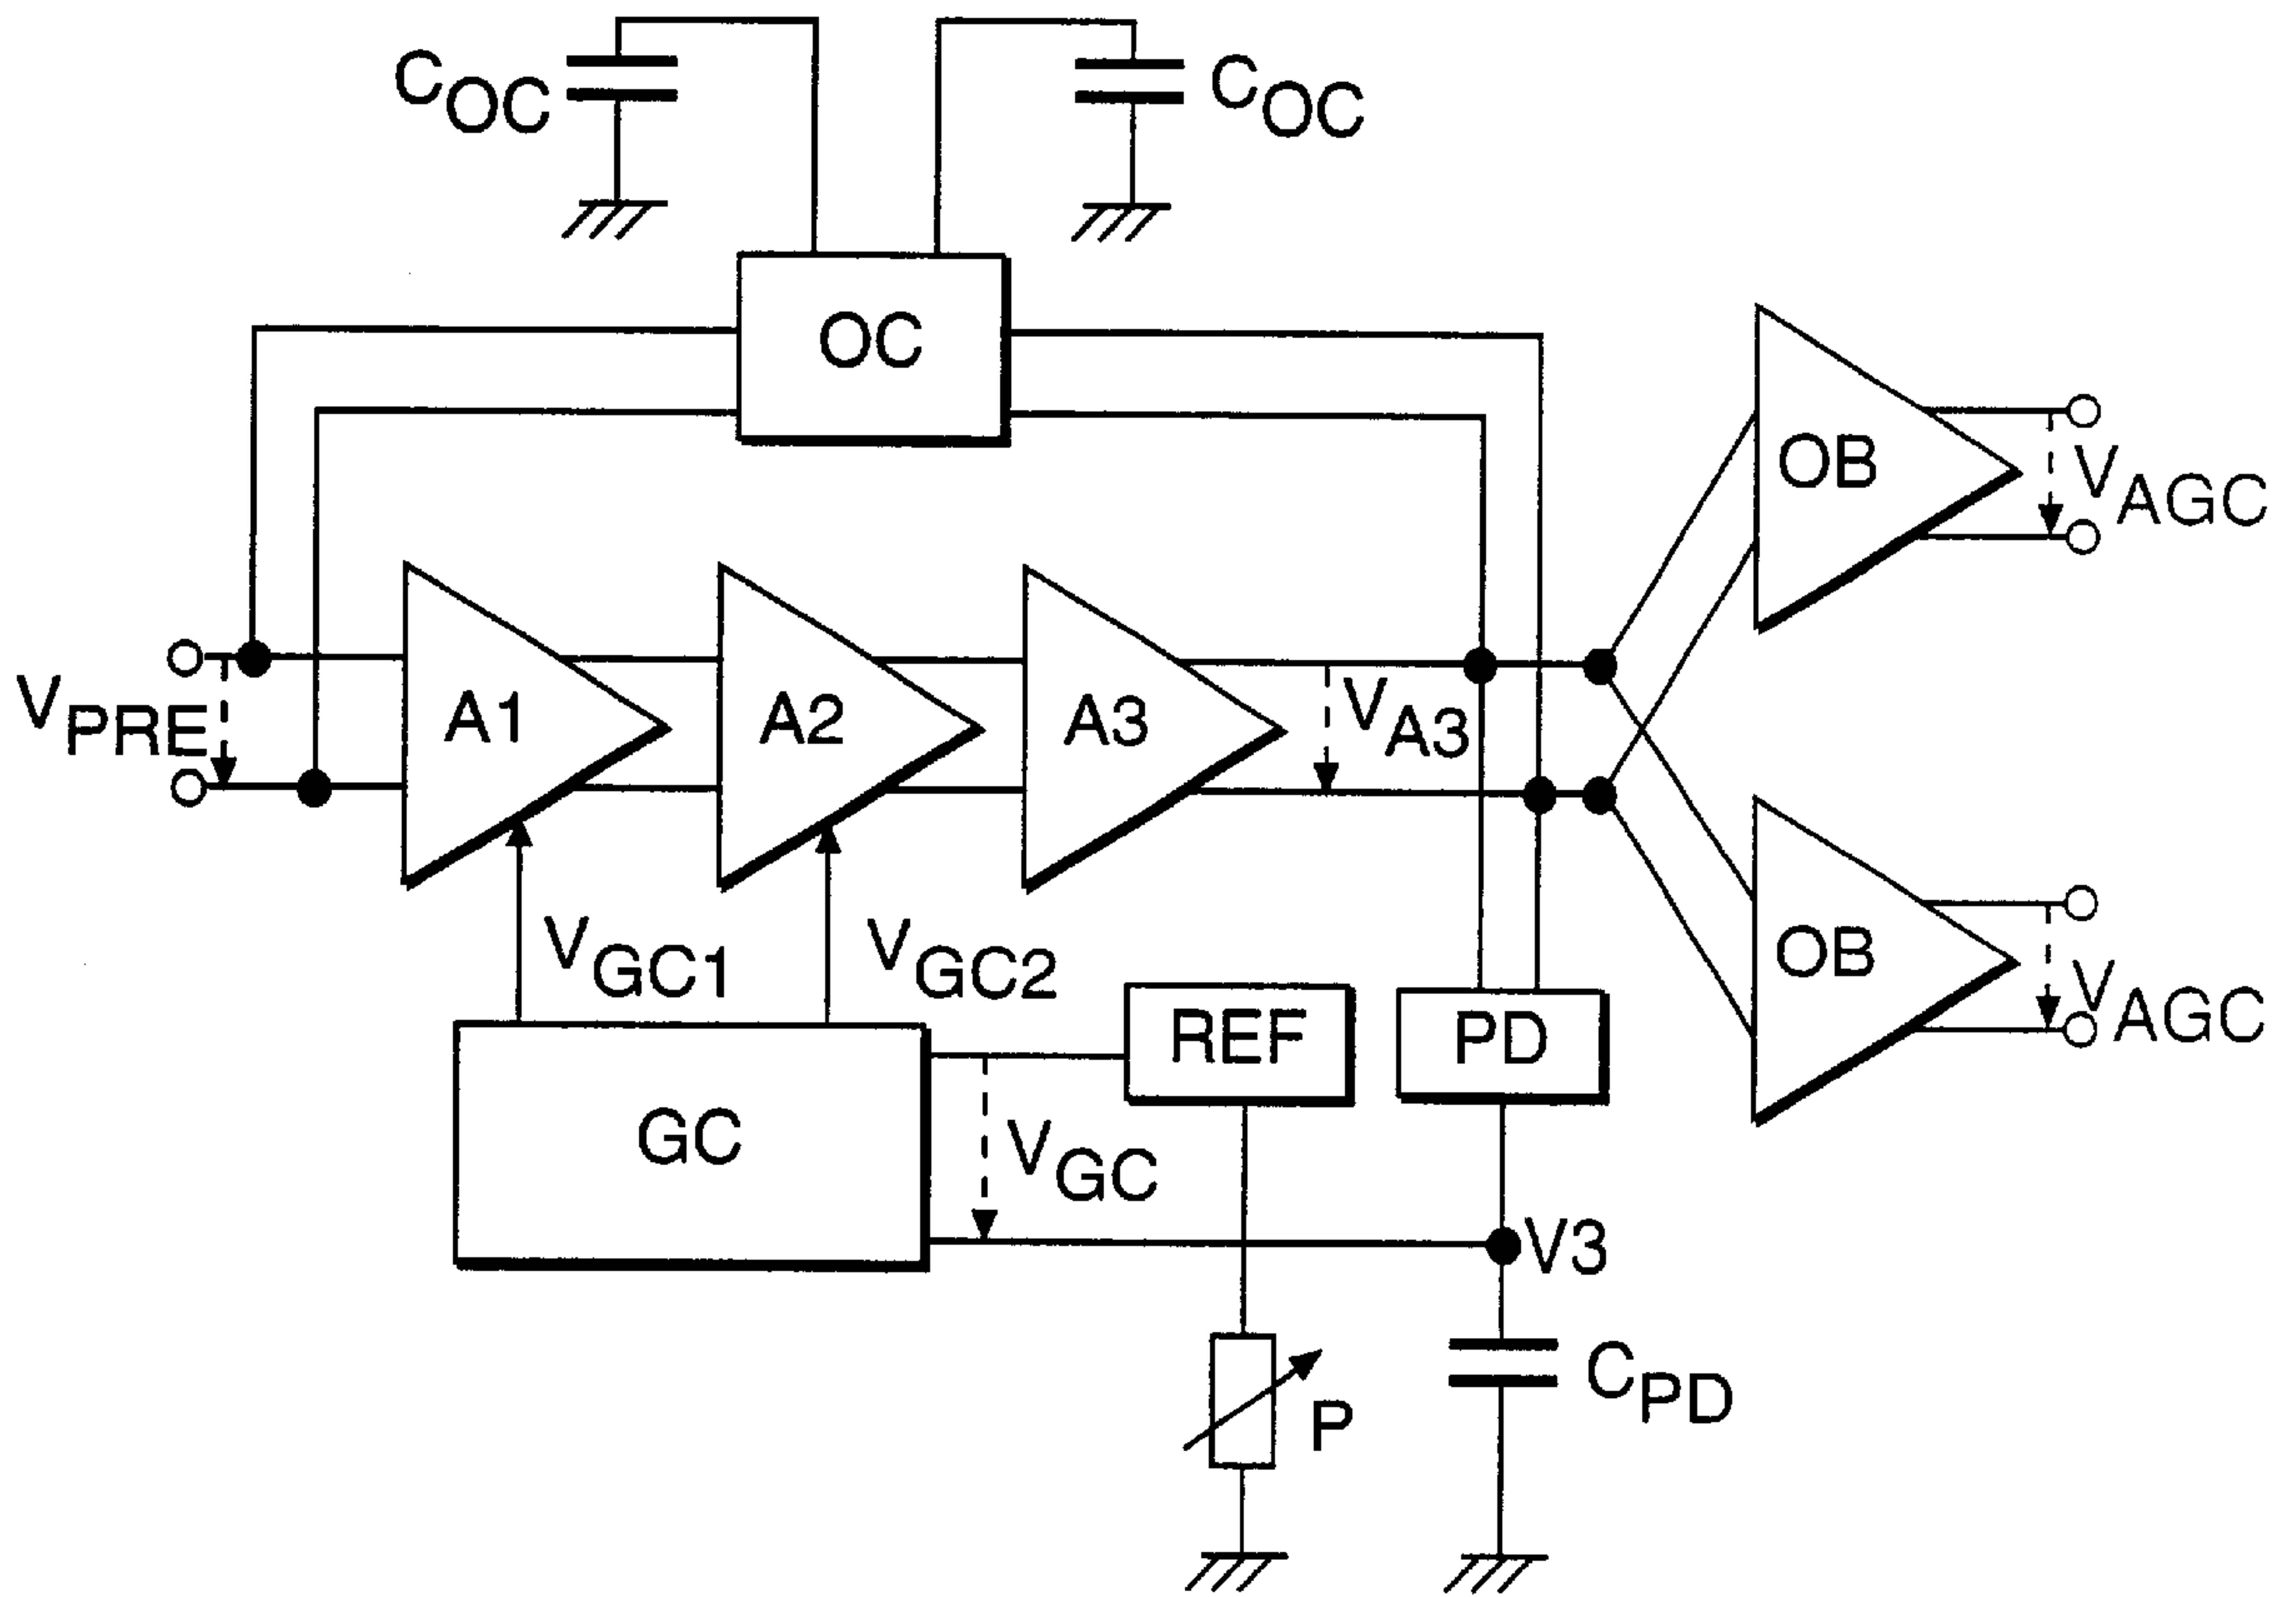 COC
COC
OC
OB
VAGC
VPRE
A1
A2
A3
VA3
VGC1
VGC2
OB
VAGC
REF
PD
GC
VGC
V3
P
CPD